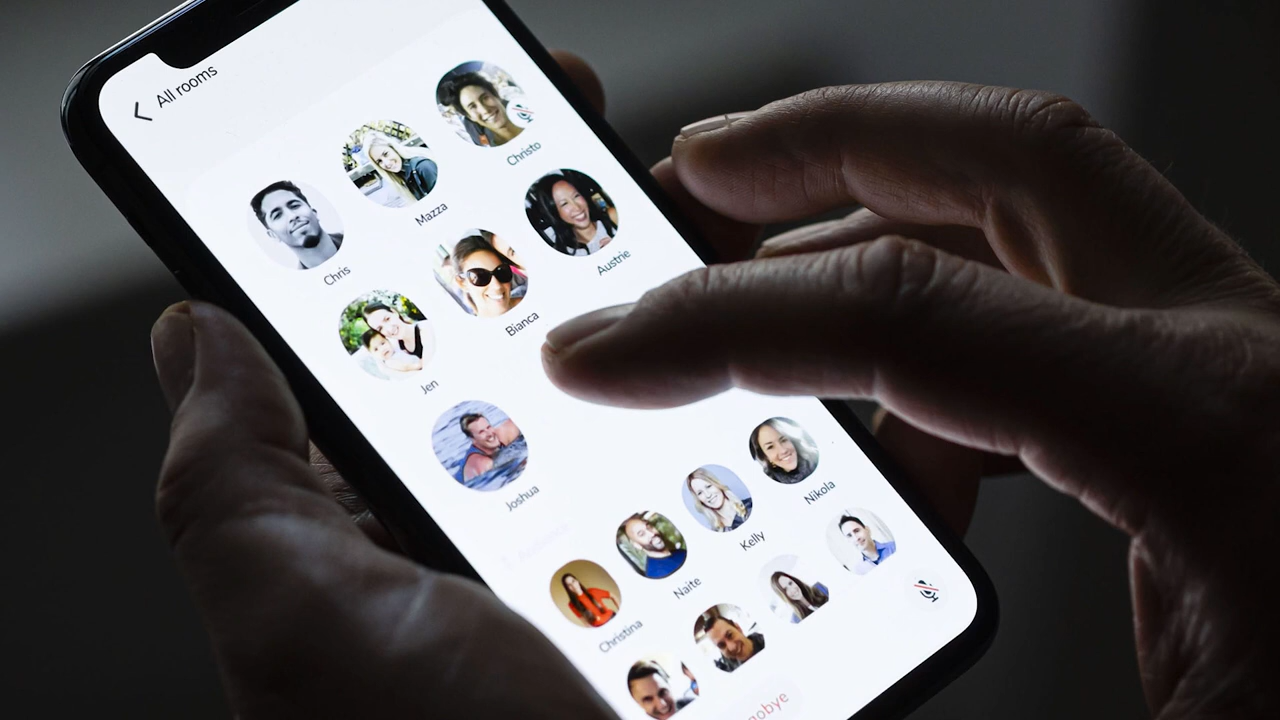 All rooms
Chris
Mazza
Christo
Jen
Bianca
Austrie
Joshua
Christina
Naite
Kelly
Nikola